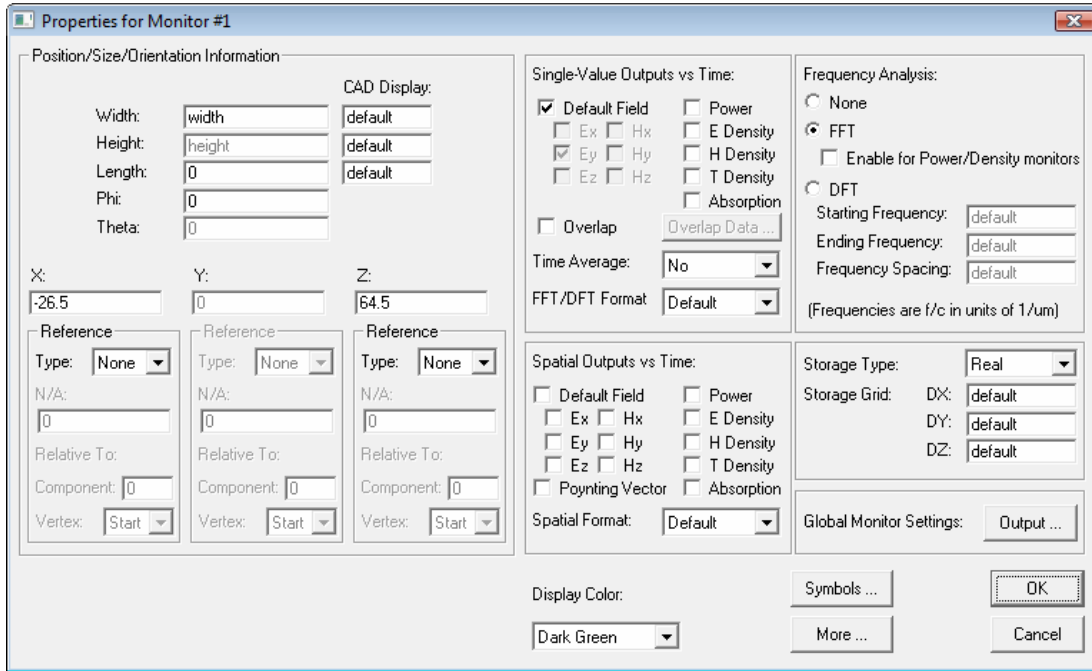 Properties for Monitor #1
Position/Size/Orientation Information
CAD Display:
Width: width default
Height: height default
Length: 0 default
Phi: 0
Theta: 0
X: Y: Z:
-26.5 0 64.5
Reference Reference Reference
Type: None Type: None Type: None
N/A: N/A: N/A:
0 0 0
Relative To: Relative To: Relative To:
Component: 0 Component: 0 Component: 0
Vertex: Start Vertex: Start Vertex: Start
Single-Value Outputs vs Time:
Default Field Power
Ex Hx E Density
Ey Hy H Density
Ez Hz T Density
Absorption
Overlap Overlap Data ...
Time Average: No
FFT/DFT Format Default
Spatial Outputs vs Time:
Default Field Power
Ex Hx E Density
Ey Hy H Density
Ez Hz T Density
Poynting Vector Absorption
Spatial Format: Default
Frequency Analysis:
None
FFT
Enable for Power/Density monitors
DFT
Starting Frequency: default
Ending Frequency: default
Frequency Spacing: default
(Frequencies are f/c in units of 1/um)
Storage Type: Real
Storage Grid: DX: default
DY: default
DZ: default
Global Monitor Settings: Output ...
Display Color:
Dark Green
Symbols ... OK
More ... Cancel